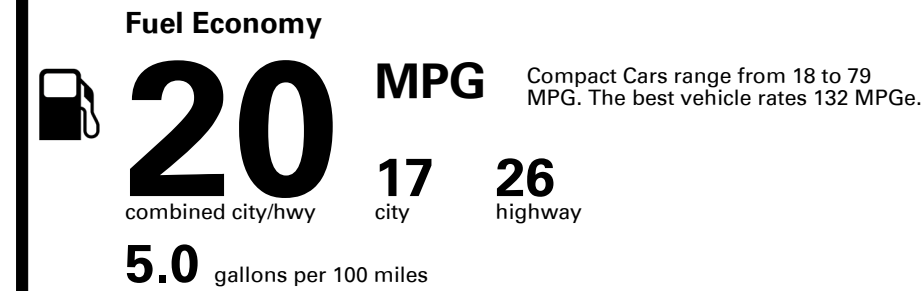 Fuel Economy
20 MPG
Compact Cars range from 18 to 79
MPG. The best vehicle rates 132 MPGe.
combined city/hwy
17
city
26
highway
5.0 gallons per 100 miles